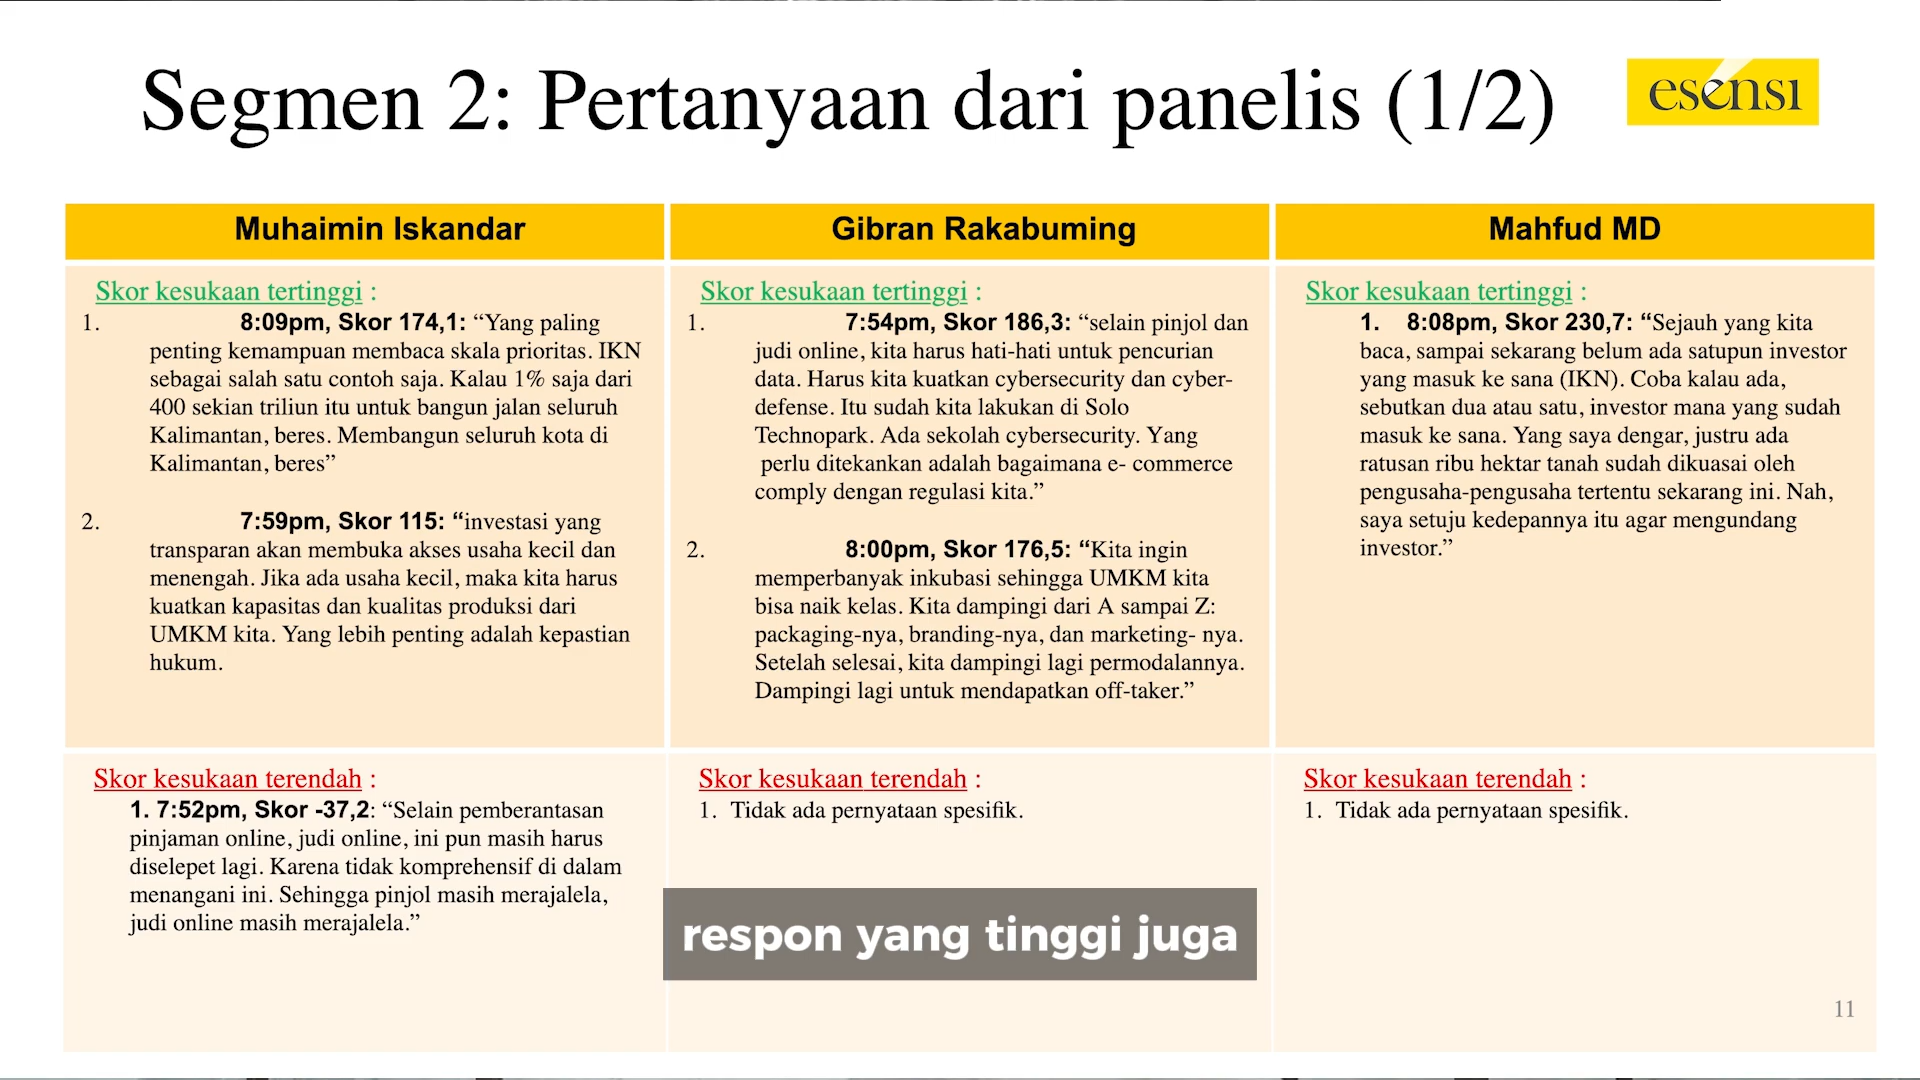 Segmen 2: Pertanyaan dari panelis (1/2)
esensi
Muhaimin Iskandar
Skor kesukaan tertinggi :
1. 8:09pm, Skor 174,1: “Yang paling
penting kemampuan membaca skala prioritas. IKN
sebagai salah satu contoh saja. Kalau 1% saja dari
400 sekian triliun itu untuk bangun jalan seluruh
Kalimantan, beres. Membangun seluruh kota di
Kalimantan, beres”
2. 7:59pm, Skor 115: “investasi yang
transparan akan membuka akses usaha kecil dan
menengah. Jika ada usaha kecil, maka kita harus
kuatkan kapasitas dan kualitas produksi dari
UMKM kita. Yang lebih penting adalah kepastian
hukum.
Skor kesukaan terendah :
1. 7:52pm, Skor -37,2: “Selain pemberantasan
pinjaman online, judi online, ini pun masih harus
diselepet lagi. Karena tidak komprehensif di dalam
menangani ini. Sehingga pinjol masih merajalela,
judi online masih merajalela.”
Gibran Rakabuming
Skor kesukaan tertinggi :
1. 7:54pm, Skor 186,3: “selain pinjol dan
judi online, kita harus hati-hati untuk pencurian
data. Harus kita kuatkan cybersecurity dan cyber-
defense. Itu sudah kita lakukan di Solo
Technopark. Ada sekolah cybersecurity. Yang
perlu ditekankan adalah bagaimana e- commerce
comply dengan regulasi kita.”
2. 8:00pm, Skor 176,5: “Kita ingin
memperbanyak inkubasi sehingga UMKM kita
bisa naik kelas. Kita dampingi dari A sampai Z:
packaging-nya, branding-nya, dan marketing- nya.
Setelah selesai, kita dampingi lagi permodalannya.
Dampingi lagi untuk mendapatkan off-taker.”
Skor kesukaan terendah :
1. Tidak ada pernyataan spesifik.
Mahfud MD
Skor kesukaan tertinggi :
1. 8:08pm, Skor 230,7: “Sejauh yang kita
baca, sampai sekarang belum ada satupun investor
yang masuk ke sana (IKN). Coba kalau ada,
sebutkan dua atau satu, investor mana yang sudah
masuk ke sana. Yang saya dengar, justru ada
ratusan ribu hektar tanah sudah dikuasai oleh
pengusaha-pengusaha tertentu sekarang ini. Nah,
saya setuju kedepannya itu agar mengundang
investor.”
Skor kesukaan terendah :
1. Tidak ada pernyataan spesifik.
respon yang tinggi juga
11